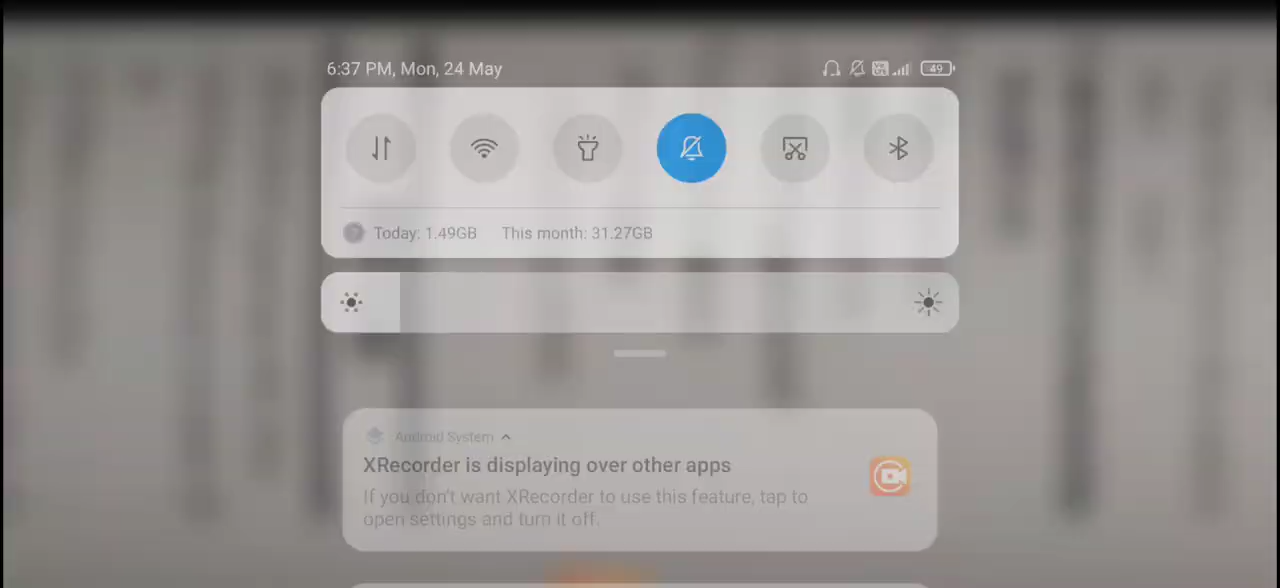 6:37 PM, Mon, 24 May
49
Today: 1.49GB This month: 31.27GB
Android System
XRecorder is displaying over other apps
If you don't want XRecorder to use this feature, tap to
open settings and turn it off.